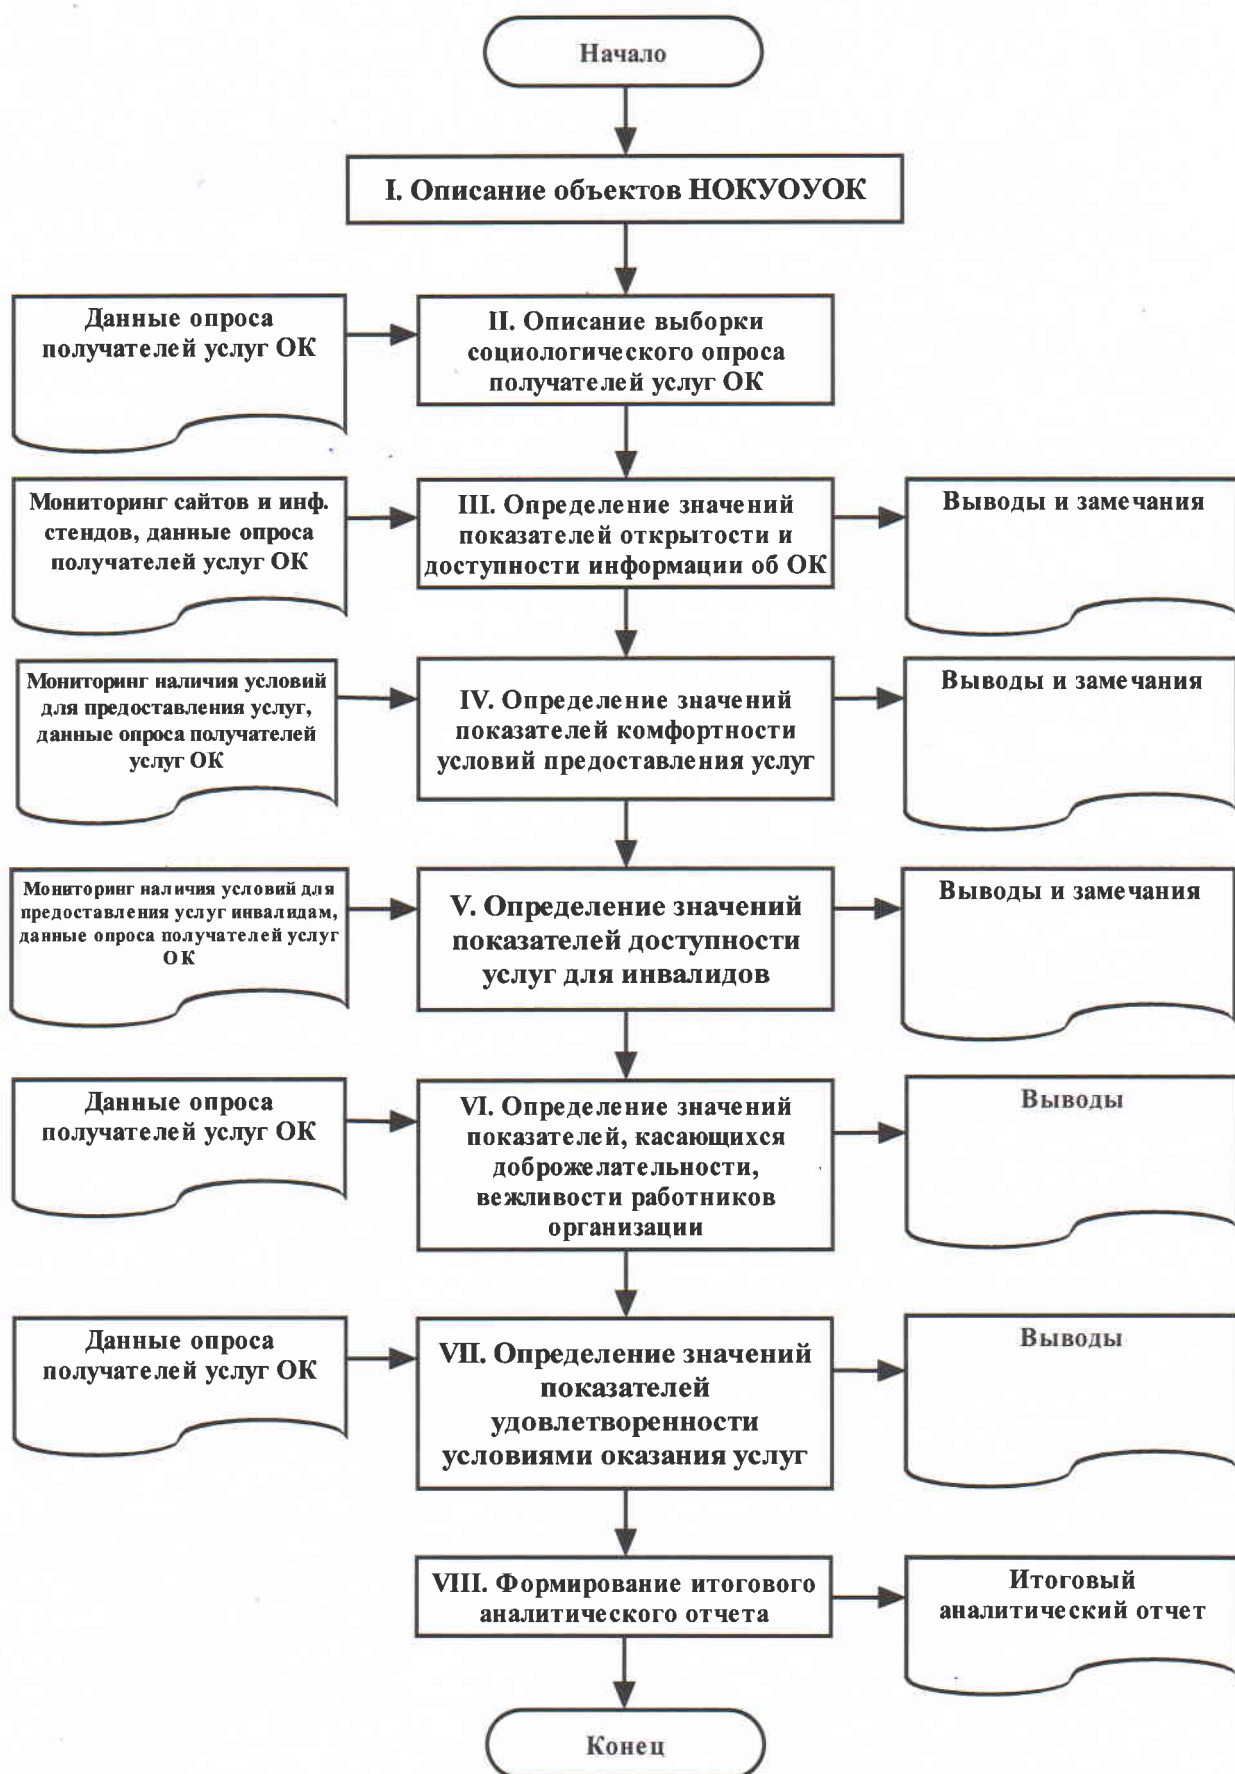 Начало
I. Описание объектов НОКУОУОК
Данные опроса
получателей услуг ОК
II. Описание выборки
социологического опроса
получателей услуг ОК
Мониторинг сайтов и инф.
стендов, данные опроса
получателей услуг ОК
III. Определение значений
показателей открытости и
доступности информации об ОК
Выводы и замечания
Мониторинг наличия условий
для предоставления услуг,
данные опроса получателей
услуг ОК
IV. Определение значений
показателей комфортности
условий предоставления услуг
Выводы и замечания
Мониторинг наличия условий для
предоставления услуг инвалидам,
данные опроса получателей услуг
ОК
V. Определение значений
показателей доступности
услуг для инвалидов
Выводы и замечания
Данные опроса
получателей услуг ОК
VI. Определение значений
показателей, касающихся
доброжелательности,
вежливости работников
организации
Выводы
Данные опроса
получателей услуг ОК
VII. Определение значений
показателей
удовлетворенности
условиями оказания услуг
Выводы
VIII. Формирование итогового
аналитического отчета
Итоговый
аналитический отчет
Конец